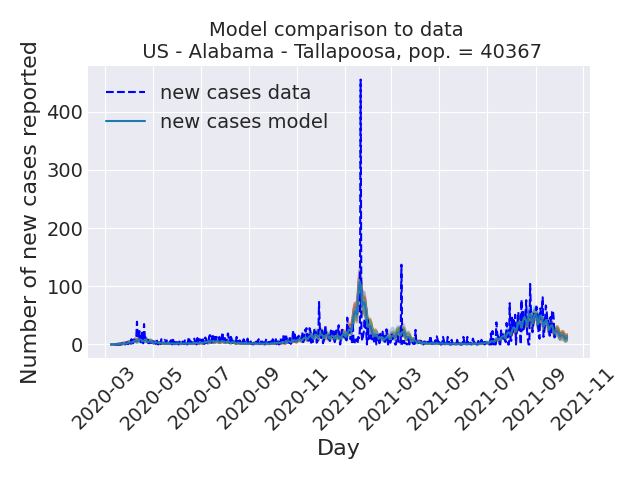 Model comparison to data
US - Alabama - Tallapoosa, pop. = 40367
Number of new cases reported
400
300
200
100
0
new cases data
new cases model
2020-03
2020-05
2020-07
2020-09
2020-11
2021-01
2021-03
2021-05
2021-07
2021-09
2021-11
Day